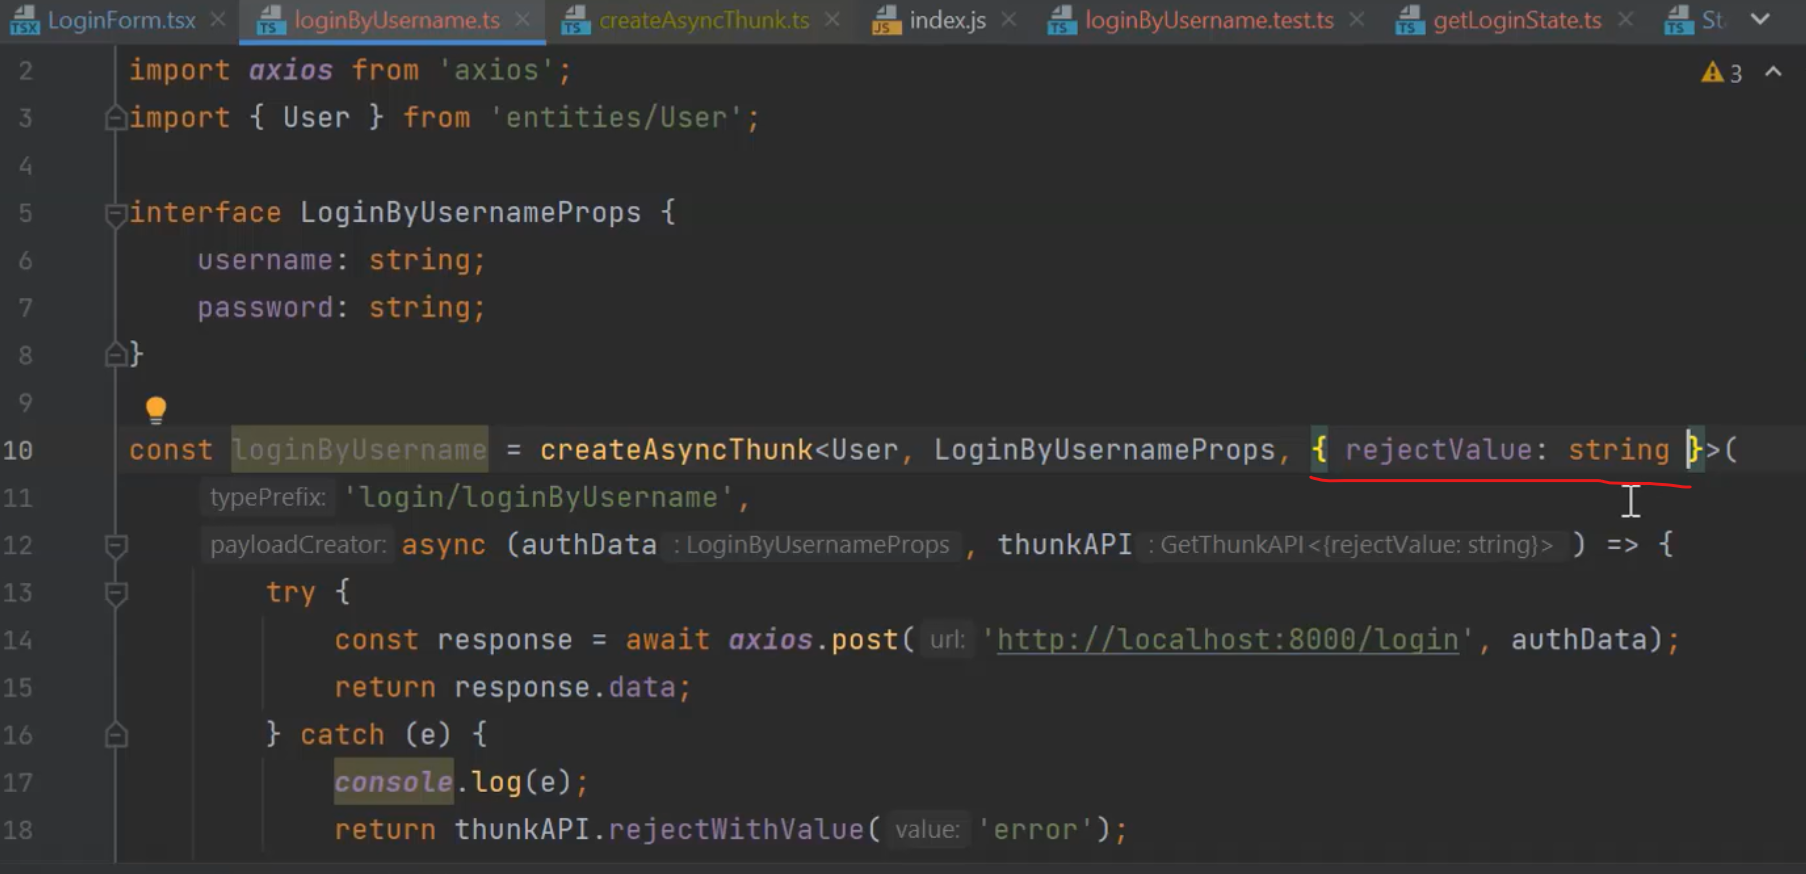 LoginForm.tsx loginByUsername.ts createAsyncThunk.ts index.js loginByUsername.test.ts getLoginState.ts St
2 import axios from 'axios'; 3
3 import { User } from 'entities/User';
4
5 interface LoginByUsernameProps {
6 username: string;
7 password: string;
8 }
9
10 const loginByUsername = createAsyncThunk<User, LoginByUsernameProps, { rejectValue: string }>(
11 typePrefix: 'login/loginByUsername',
12 payloadCreator: async (authData : LoginByUsernameProps , thunkAPI : GetThunkAPI<{rejectValue: string}> ) => {
13 try {
14 const response = await axios.post( url: 'http://localhost:8000/login', authData);
15 return response.data;
16 } catch (e) {
17 console.log(e);
18 return thunkAPI.rejectWithValue( value: 'error');